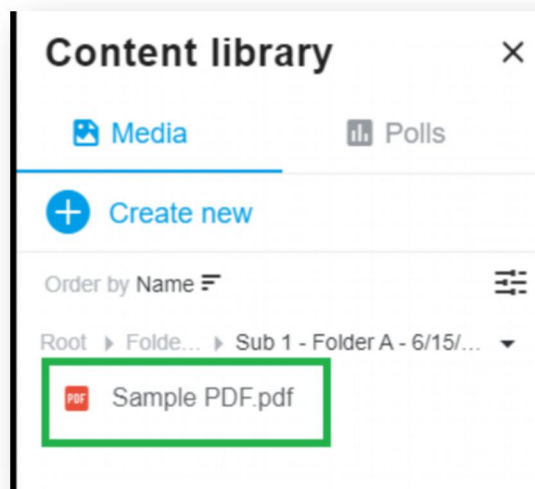 Content library
Media Polls
Create new
Order by Name
Root Folde... Sub 1 - Folder A - 6/15/...
PDF Sample PDF.pdf